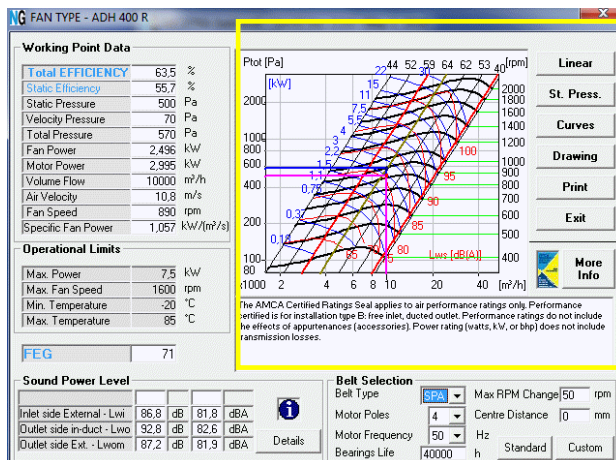 NG FAN TYPE - ADH 400 R
Working Point Data
Total EFFICIENCY 63,5 %
Static Efficiency 55,7 %
Static Pressure 500 Pa
Velocity Pressure 70 Pa
Total Pressure 570 Pa
Fan Power 2,496 kW
Motor Power 2,995 kW
Volume Flow 10000 m³/h
Air Velocity 10,8 m/s
Fan Speed 890 rpm
Specific Fan Power 1,057 kW/(m³/s)
Operational Limits
Max. Power 7,5 kW
Max. Fan Speed 1600 rpm
Min. Temperature -20 °C
Max. Temperature 85 °C
FEG 71
Ptot [Pa] 44 52 59 64 62 53 40 [rpm]
[kW] 22
15
11
2000 2000
1800
1600
1400
1200
1000 1000
800 900
800
600 700
400 600
500
200 400
100
80
7,5
5,5
4
3
2,2
1,5
1,1
0,75
0,37
0,18
30
100
95
90
85
80
65 70
Lws [dB(A)]
x1000 2 4 6 8 10 20 40 [m³/h]
The AMCA Certified Ratings Seal applies to air performance ratings only. Performance
certified is for installation type B: free inlet, ducted outlet. Performance ratings do not include
the effects of appurtenances (accessories). Power rating (watts, kW, or bhp) does not include
transmission losses.
Linear
St. Press.
Curves
Drawing
Print
Exit
More
Info
Sound Power Level
Inlet side External - Lwi 86,8 dB 81,8 dBA
Outlet side in-duct - Lwo 92,8 dB 82,6 dBA
Outlet side Ext. - Lwom 87,2 dB 81,9 dBA
Details
Belt Selection
Belt Type SPA Max RPM Change 50 rpm
Motor Poles 4 Centre Distance 0 mm
Motor Frequency 50 Hz
Bearings Life 40000 h Standard Custom